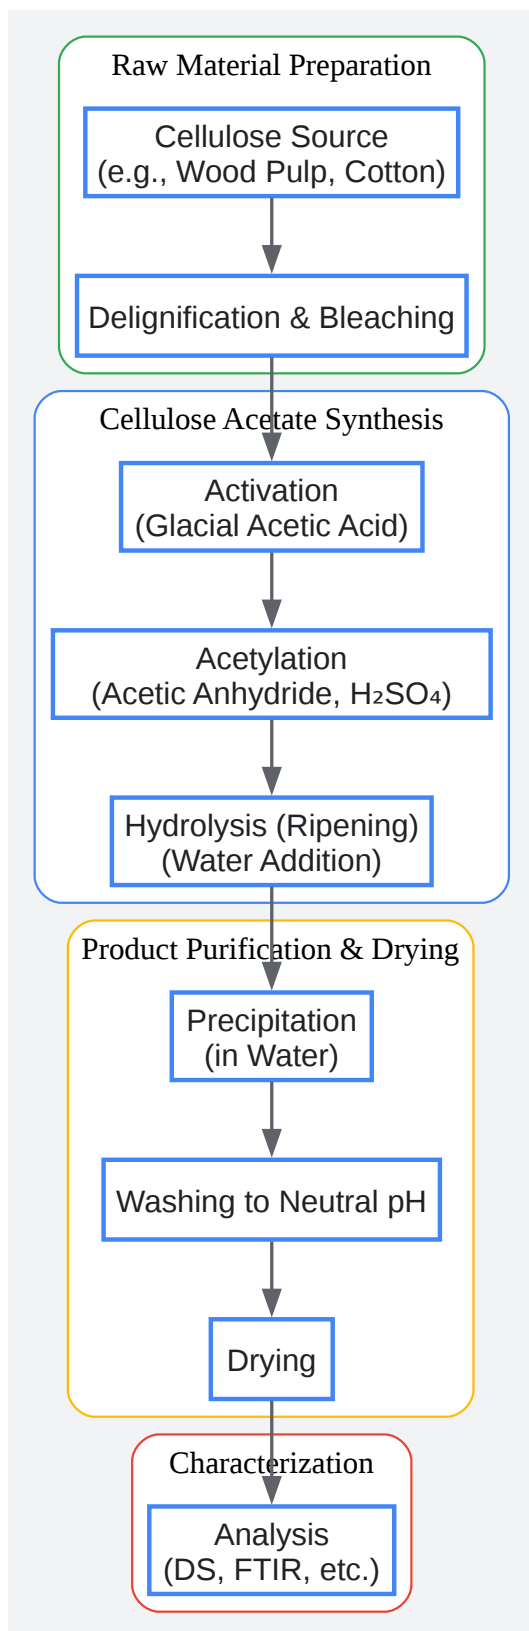 Raw Material Preparation
Cellulose Source
(e.g., Wood Pulp, Cotton)
Delignification & Bleaching
Cellulose Acetate Synthesis
Activation
(Glacial Acetic Acid)
Acetylation
(Acetic Anhydride, H₂SO₄)
Hydrolysis (Ripening)
(Water Addition)
Product Purification & Drying
Precipitation
(in Water)
Washing to Neutral pH
Drying
Characterization
Analysis
(DS, FTIR, etc.)